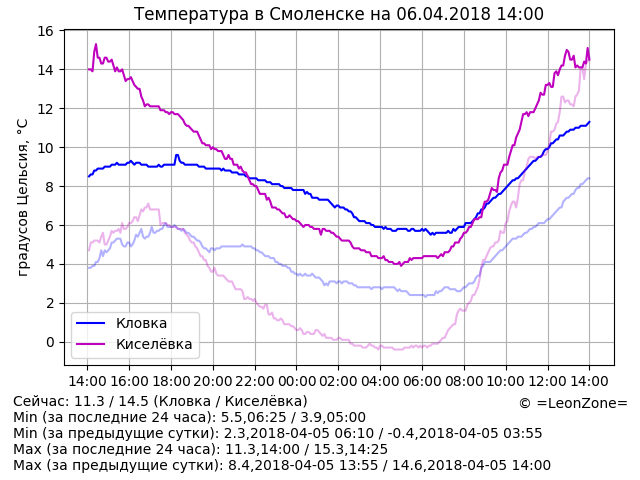 Температура в Смоленске на 06.04.2018 14:00
градусов Цельсия, °C
16
14
12
10
8
6
4
2
0
Кловка
Киселёвка
14:00 16:00 18:00 20:00 22:00 00:00 02:00 04:00 06:00 08:00 10:00 12:00 14:00
Сейчас: 11.3 / 14.5 (Кловка / Киселёвка)
© =LeonZone=
Min (за последние 24 часа): 5.5,06:25 / 3.9,05:00
Min (за предыдущие сутки): 2.3,2018-04-05 06:10 / -0.4,2018-04-05 03:55
Max (за последние 24 часа): 11.3,14:00 / 15.3,14:25
Max (за предыдущие сутки): 8.4,2018-04-05 13:55 / 14.6,2018-04-05 14:00